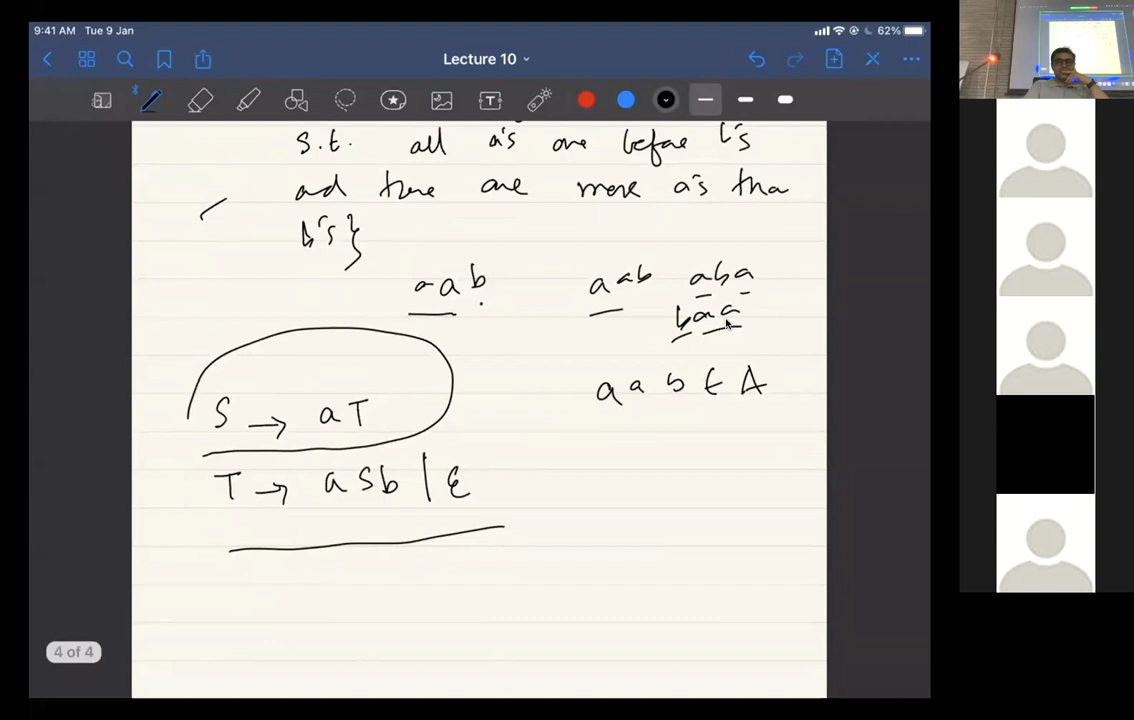 9:41 AM Tue 9 Jan
62%
Lecture 10
s.t. all a's are before b's
and there are more a's than
b's}
aab aab aba
baa
aab ∈ A
S → aT
T → aSb | ε
4 of 4